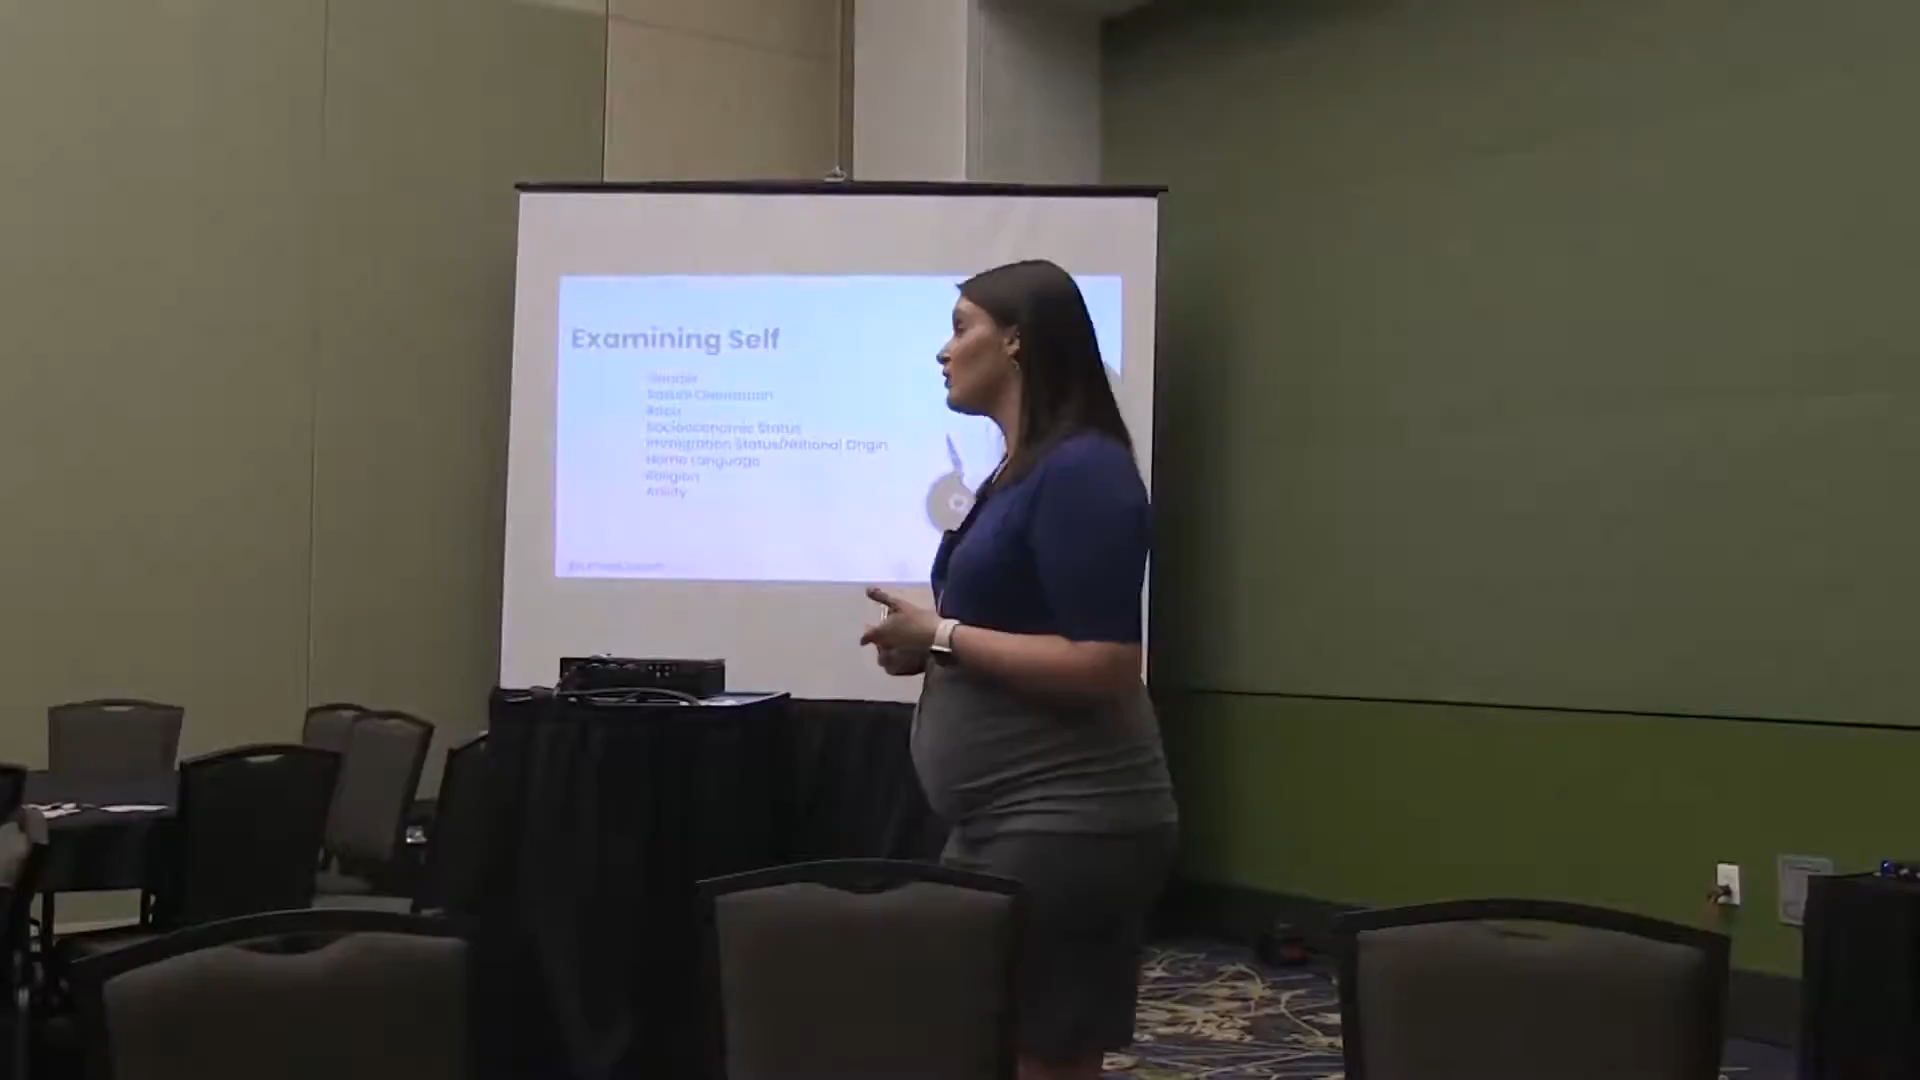 Examining Self
Gender
Sexual Orientation
Race
Socioeconomic Status
Immigration Status/National Origin
Home Language
Religion
Ability